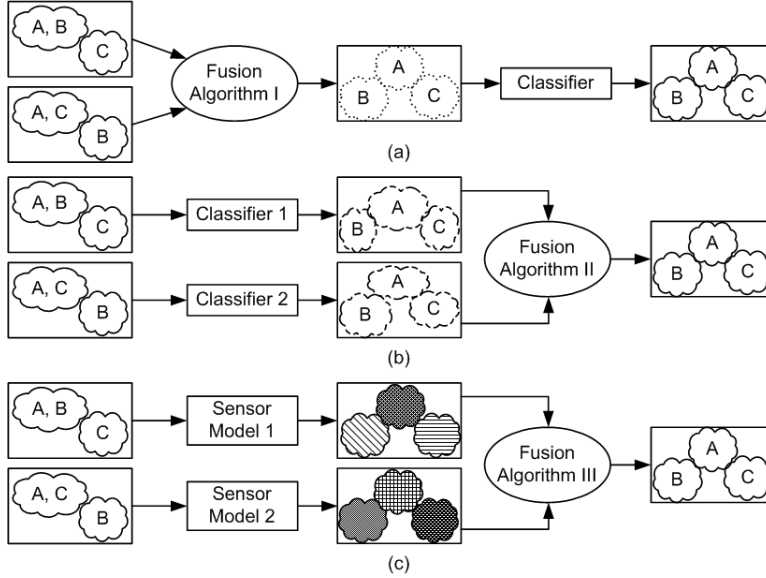 A, B
C
Fusion
Algorithm I
A
B
C
Classifier
A
B
C
A, C
B
(a)
A, B
C
Classifier 1
A
B
C
Fusion
Algorithm II
A
B
C
A, C
B
Classifier 2
A
B
C
(b)
A, B
C
Sensor
Model 1
Fusion
Algorithm III
A
B
C
A, C
B
Sensor
Model 2
(c)